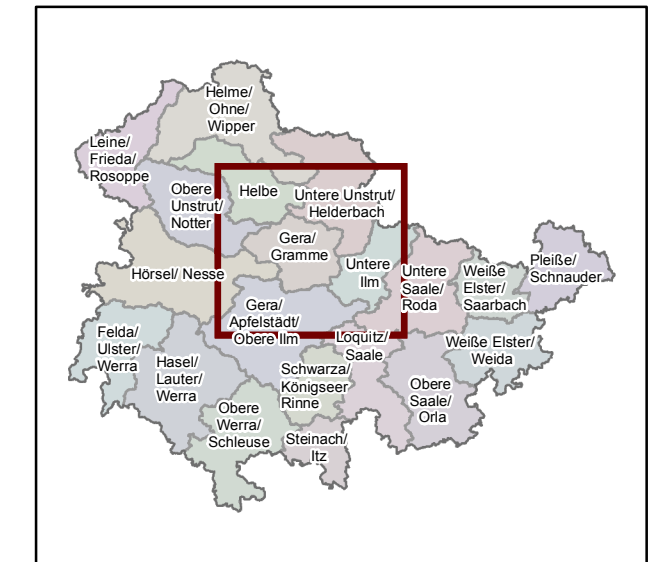 Helme/
Ohne/
Wipper
Leine/
Frieda/
Rosoppe
Obere
Unstrut/
Notter
Helbe
Untere Unstrut/
Helderbach
Gera/
Gramme
Hörsel/ Nesse
Untere
Ilm
Untere
Saale/
Roda
Weiße
Elster/
Saarbach
Pleiße/
Schnauder
Gera/
Apfelstädt/
Obere Ilm
Felda/
Ulster/
Werra
Hasel/
Lauter/
Werra
Loquitz/
Saale
Weiße Elster/
Weida
Schwarza/
Königseer
Rinne
Obere
Saale/
Orla
Obere
Werra/
Schleuse
Steinach/
Itz